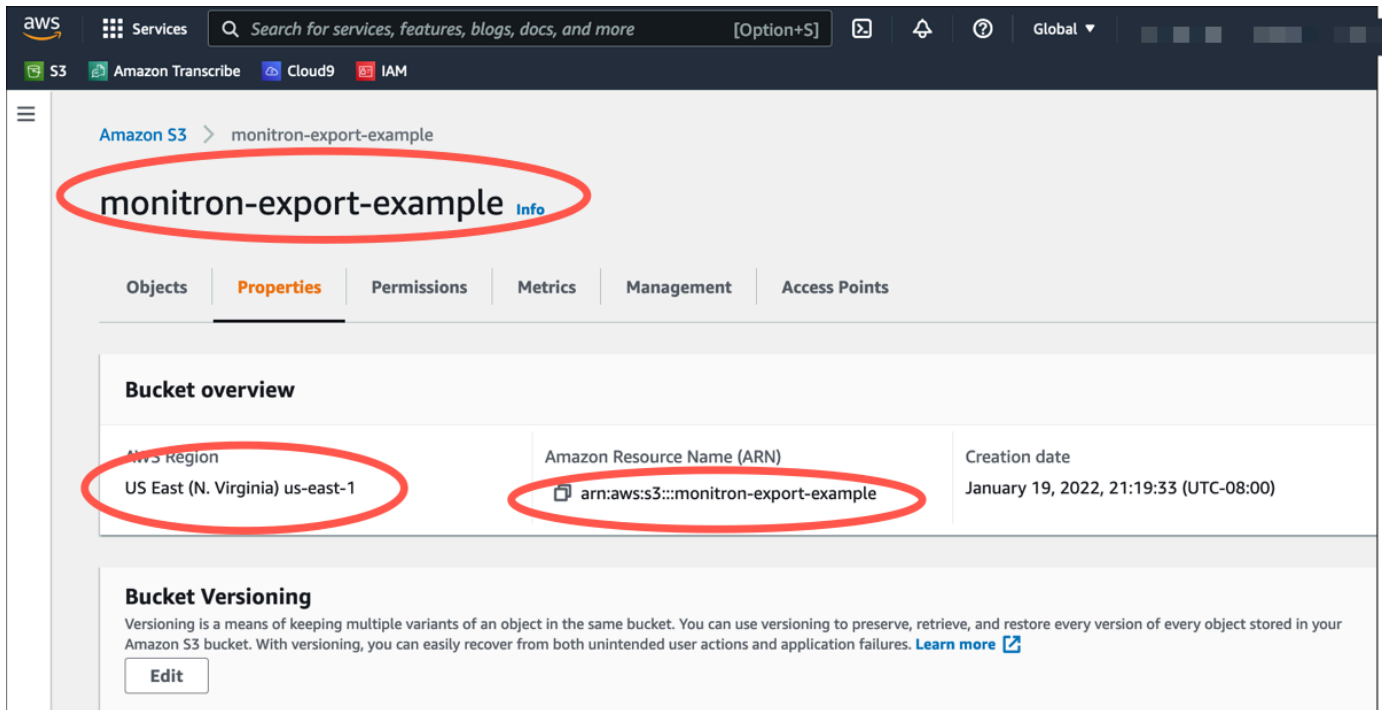 aws Services Search for services, features, blogs, docs, and more [Option+S] Global
S3 Amazon Transcribe Cloud9 IAM
Amazon S3 monitron-export-example
monitron-export-example Info
Objects Properties Permissions Metrics Management Access Points
Bucket overview
AWS Region
US East (N. Virginia) us-east-1
Amazon Resource Name (ARN)
arn:aws:s3:::monitron-export-example
Creation date
January 19, 2022, 21:19:33 (UTC-08:00)
Bucket Versioning
Versioning is a means of keeping multiple variants of an object in the same bucket. You can use versioning to preserve, retrieve, and restore every version of every object stored in your
Amazon S3 bucket. With versioning, you can easily recover from both unintended user actions and application failures. Learn more
Edit